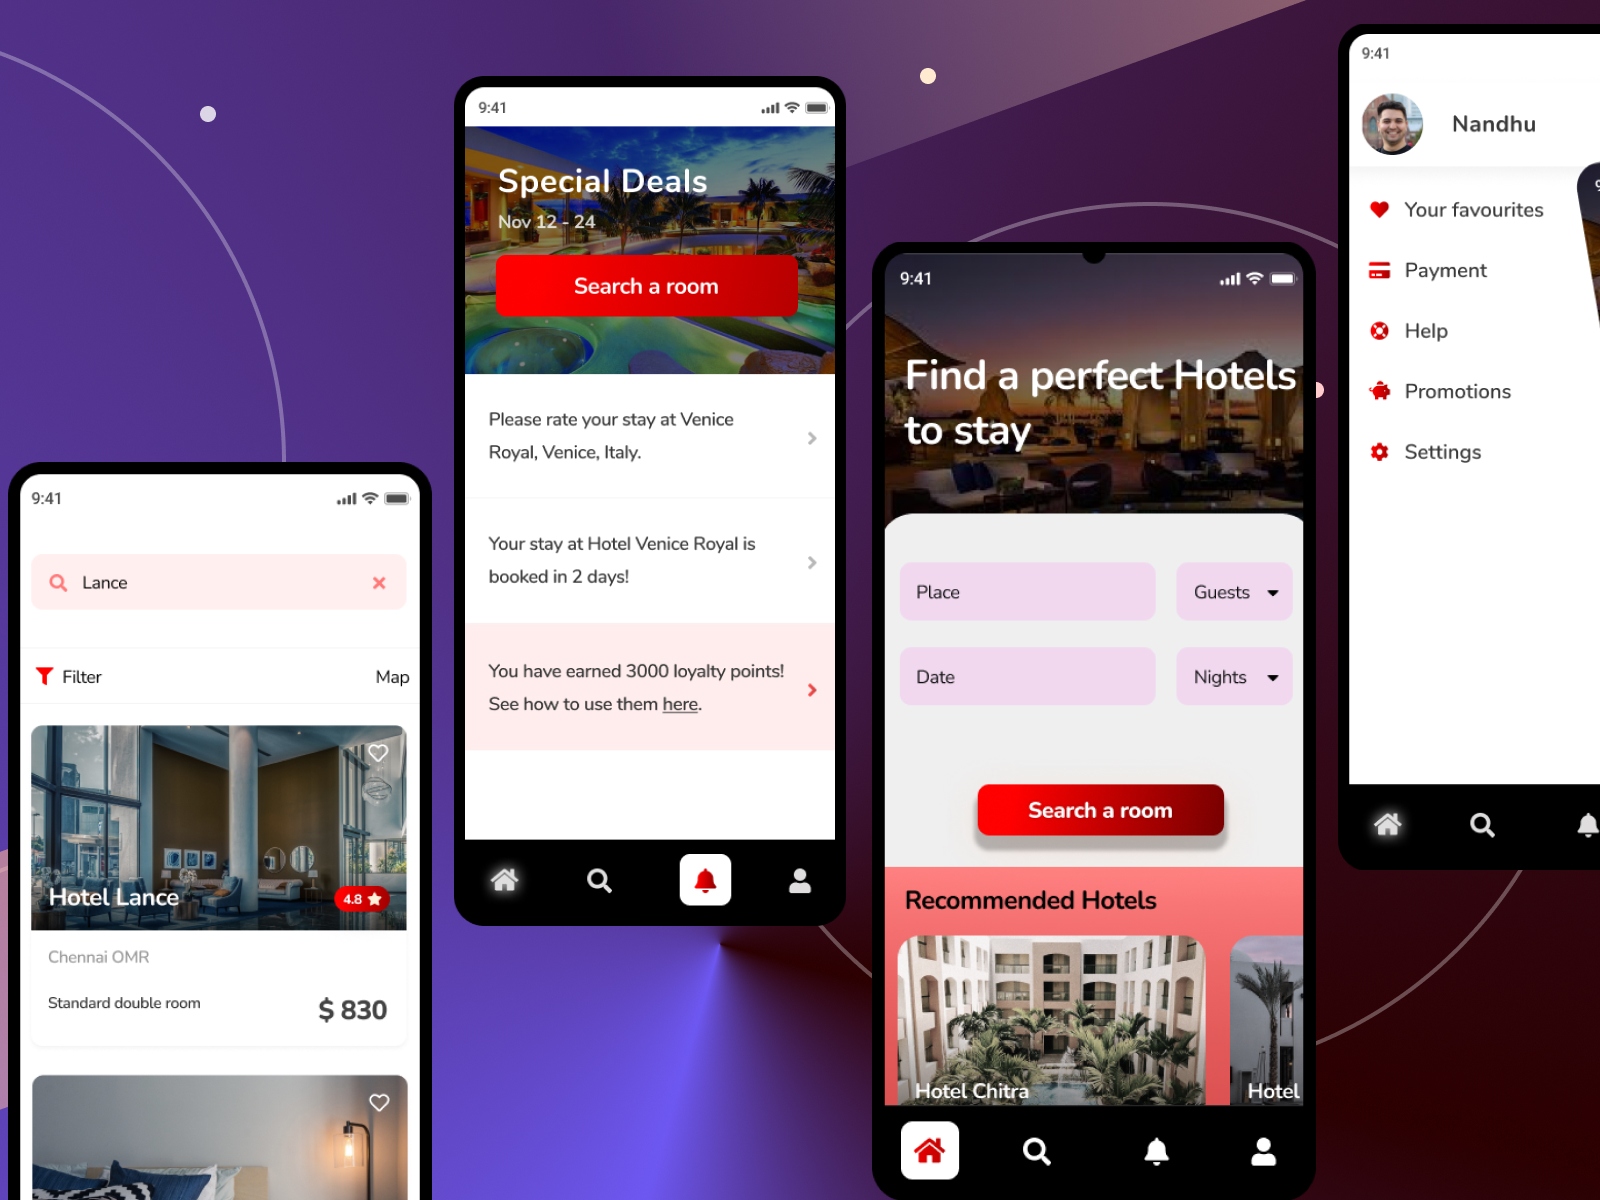 9:41
Lance
Filter
Map
Hotel Lance
4.8
Chennai OMR
Standard double room
$ 830
9:41
Special Deals
Nov 12 - 24
Search a room
Please rate your stay at Venice
Royal, Venice, Italy.
Your stay at Hotel Venice Royal is
booked in 2 days!
You have earned 3000 loyalty points!
See how to use them here.
9:41
Find a perfect Hotels
to stay
Place
Guests
Date
Nights
Search a room
Recommended Hotels
Hotel Chitra
Hotel
9:41
Nandhu
Your favourites
Payment
Help
Promotions
Settings